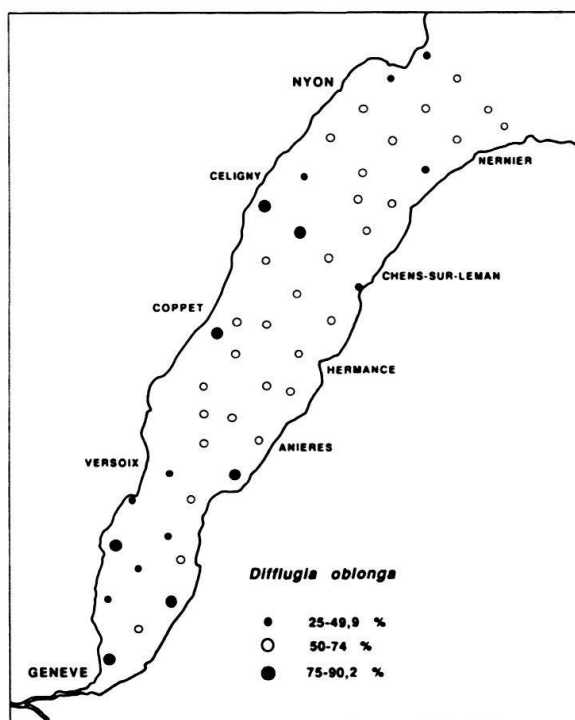 NYON
NERNIER
CELIGNY
CHENS-SUR-LEMAN
COPPET
HERMANCE
ANIERES
VERSOIX
Difflugia oblonga
25-49,9 %
50-74 %
75-90,2 %
GENEVE